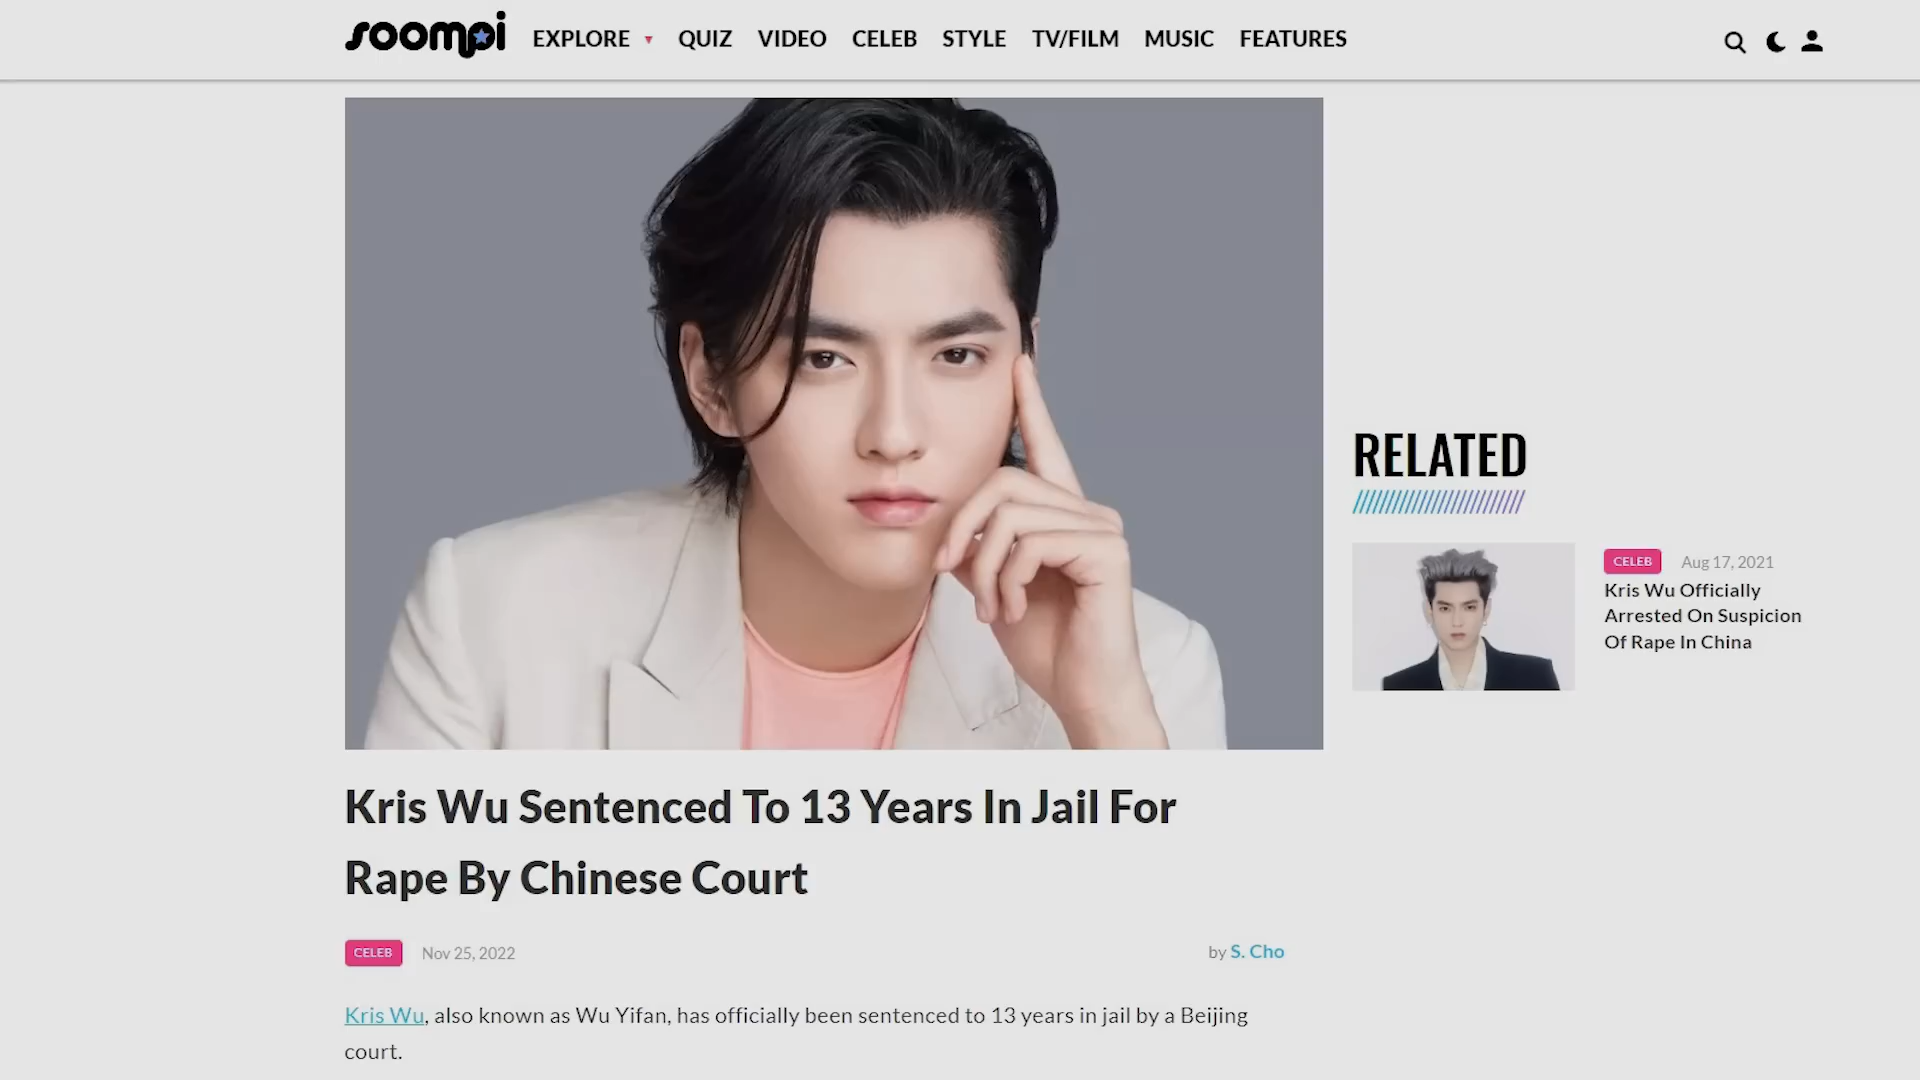 soompi EXPLORE ▼ QUIZ VIDEO CELEB STYLE TV/FILM MUSIC FEATURES
RELATED
CELEB Aug 17, 2021
Kris Wu Officially
Arrested On Suspicion
Of Rape In China
Kris Wu Sentenced To 13 Years In Jail For
Rape By Chinese Court
CELEB Nov 25, 2022 by S. Cho
Kris Wu, also known as Wu Yifan, has officially been sentenced to 13 years in jail by a Beijing
court.